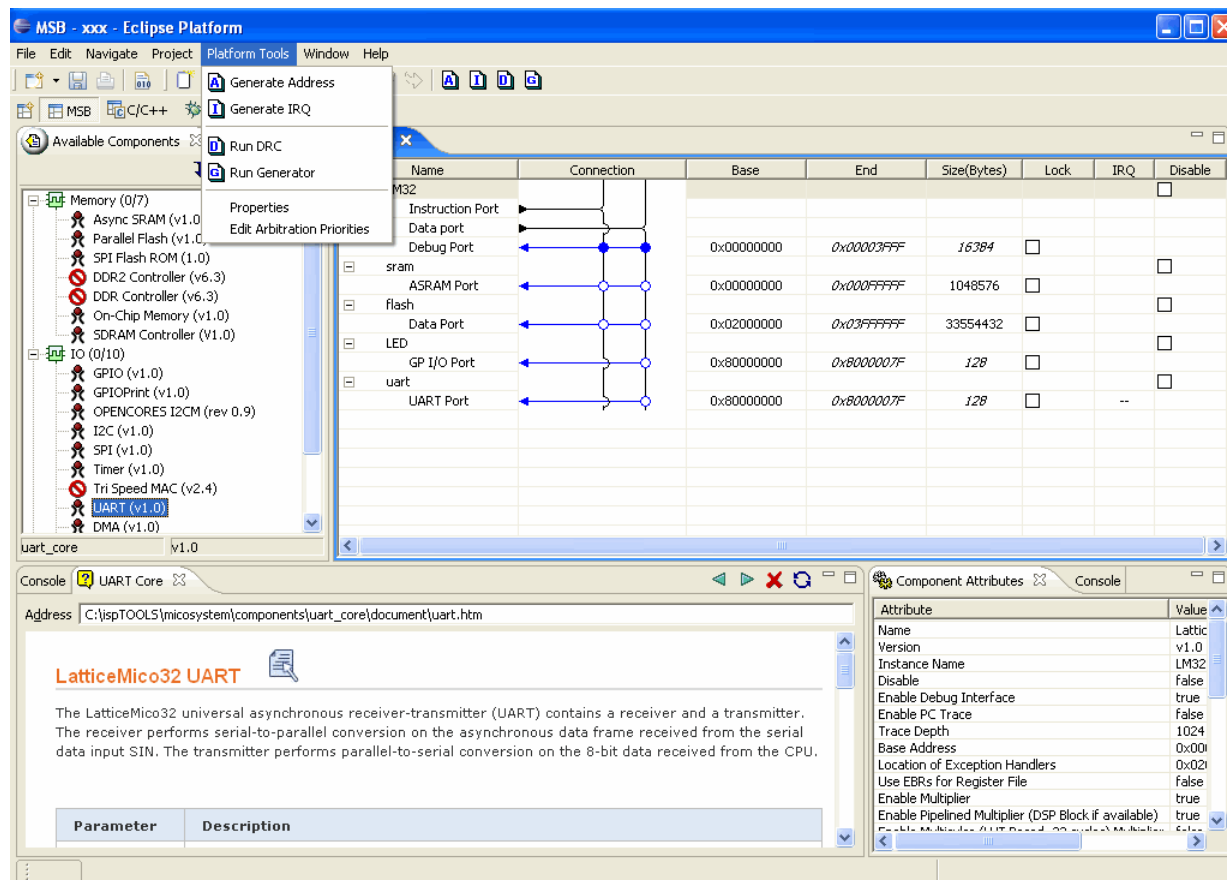 MSB - xxx - Eclipse Platform
File Edit Navigate Project Platform Tools Window Help
A Generate Address
I Generate IRQ
D Run DRC
G Run Generator
Properties
Edit Arbitration Priorities
A I D G
MSB C/C++
Available Components
Name Connection Base End Size(Bytes) Lock IRQ Disable
M32
Instruction Port
Data port
Debug Port 0x00000000 0x00003FFF 16384
sram
ASRAM Port 0x00000000 0x000FFFFF 1048576
flash
Data Port 0x02000000 0x03FFFFFF 33554432
LED
GP I/O Port 0x80000000 0x8000007F 128
uart
UART Port 0x80000000 0x8000007F 128 --
Memory (0/7)
Async SRAM (v1.0
Parallel Flash (v1.0
SPI Flash ROM (1.0)
DDR2 Controller (v6.3)
DDR Controller (v6.3)
On-Chip Memory (v1.0)
SDRAM Controller (V1.0)
IO (0/10)
GPIO (v1.0)
GPIOPrint (v1.0)
OPENCORES I2CM (rev 0.9)
I2C (v1.0)
SPI (v1.0)
Timer (v1.0)
Tri Speed MAC (v2.4)
UART (v1.0)
DMA (v1.0)
uart_core v1.0
Console UART Core
Address C:\ispTOOLS\micosystem\components\uart_core\document\uart.htm
LatticeMico32 UART
The LatticeMico32 universal asynchronous receiver-transmitter (UART) contains a receiver and a transmitter.
The receiver performs serial-to-parallel conversion on the asynchronous data frame received from the serial
data input SIN. The transmitter performs parallel-to-serial conversion on the 8-bit data received from the CPU.
Parameter Description
Component Attributes Console
Attribute Value
Name Lattic
Version v1.0
Instance Name LM32
Disable false
Enable Debug Interface true
Enable PC Trace false
Trace Depth 1024
Base Address 0x00
Location of Exception Handlers 0x02
Use EBRs for Register File false
Enable Multiplier true
Enable Pipelined Multiplier (DSP Block if available) true